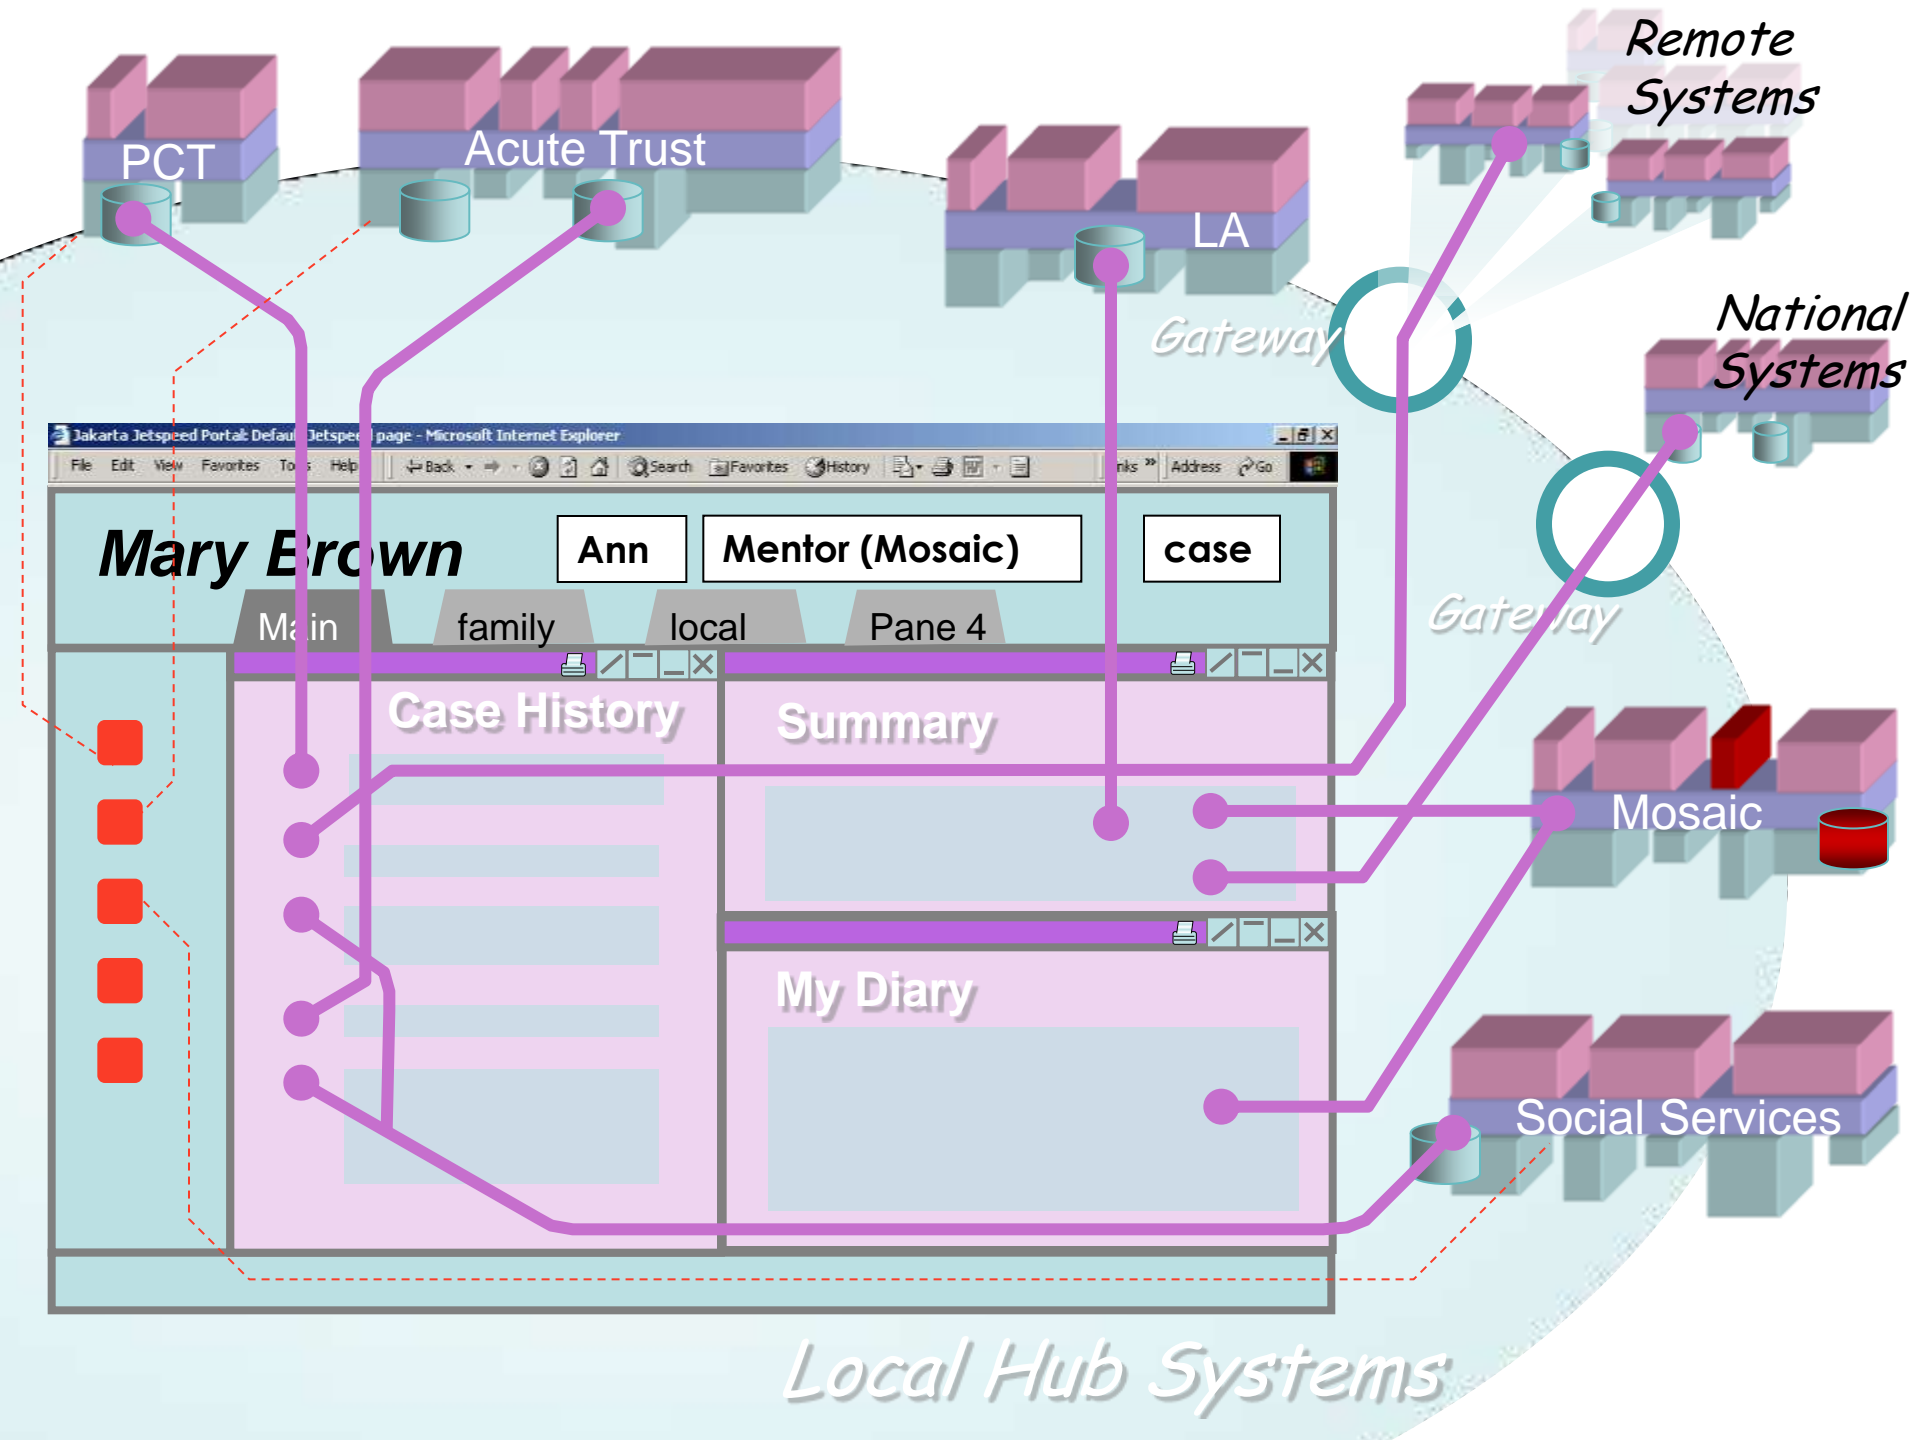 Remote
Systems
PCT
Acute Trust
LA
National
Systems
Gateway
Jakarta Jetspeed Portal: Default Jetspeed page - Microsoft Internet Explorer
File Edit View Favorites Tools Help Back Search Favorites History Links » Address Go
Mary Brown
Ann
Mentor (Mosaic)
case
Gateway
Main
family
local
Pane 4
Case History
Summary
Mosaic
My Diary
Social Services
Local Hub Systems